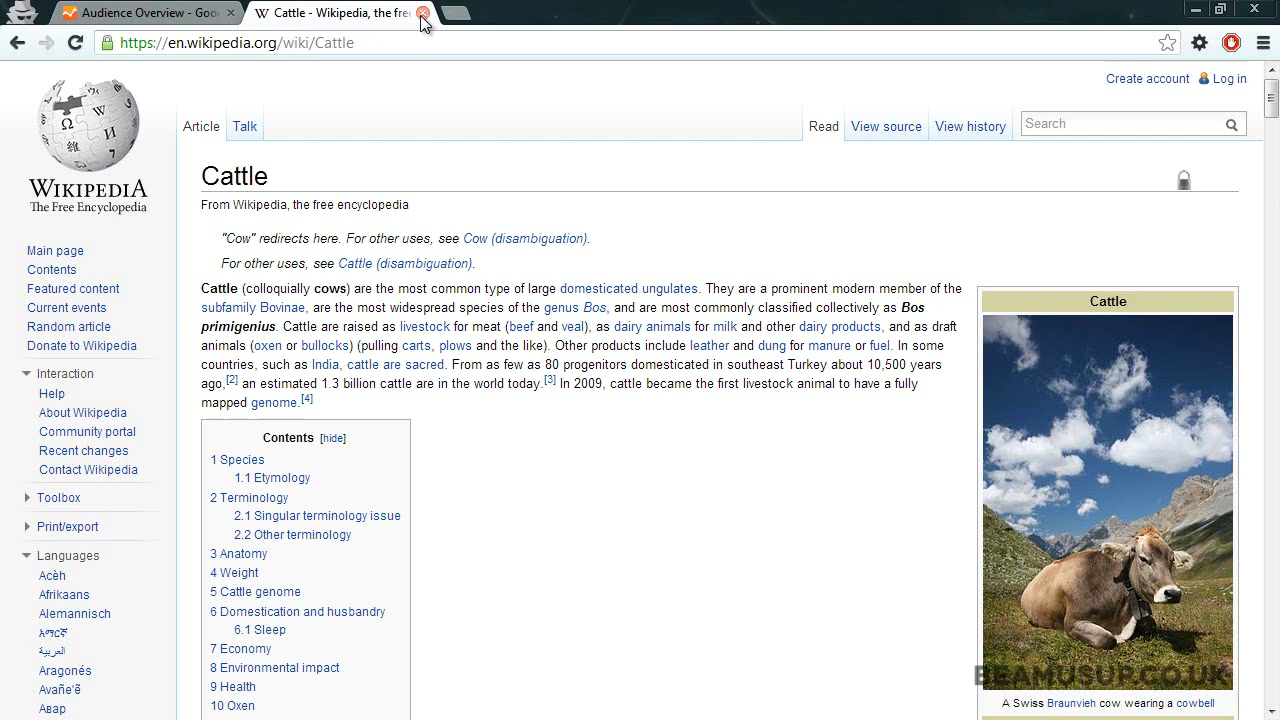 Audience Overview - Goo
Cattle - Wikipedia, the free
https://en.wikipedia.org/wiki/Cattle
Create account Log in
Article Talk Read View source View history Search
WIKIPEDIA
The Free Encyclopedia
Main page
Contents
Featured content
Current events
Random article
Donate to Wikipedia
Interaction
Help
About Wikipedia
Community portal
Recent changes
Contact Wikipedia
Toolbox
Print/export
Languages
Acèh
Afrikaans
Alemannisch
አማርኛ
العربية
Aragonés
Avañe'ẽ
Авар
Cattle
From Wikipedia, the free encyclopedia
"Cow" redirects here. For other uses, see Cow (disambiguation).
For other uses, see Cattle (disambiguation).
Cattle (colloquially cows) are the most common type of large domesticated ungulates. They are a prominent modern member of the
subfamily Bovinae, are the most widespread species of the genus Bos, and are most commonly classified collectively as Bos
primigenius. Cattle are raised as livestock for meat (beef and veal), as dairy animals for milk and other dairy products, and as draft
animals (oxen or bullocks) (pulling carts, plows and the like). Other products include leather and dung for manure or fuel. In some
countries, such as India, cattle are sacred. From as few as 80 progenitors domesticated in southeast Turkey about 10,500 years
ago,[2] an estimated 1.3 billion cattle are in the world today.[3] In 2009, cattle became the first livestock animal to have a fully
mapped genome.[4]
Contents [hide]
1 Species
1.1 Etymology
2 Terminology
2.1 Singular terminology issue
2.2 Other terminology
3 Anatomy
4 Weight
5 Cattle genome
6 Domestication and husbandry
6.1 Sleep
7 Economy
8 Environmental impact
9 Health
10 Oxen
Cattle
BEAMUSUP.CO.UK
A Swiss Braunvieh cow wearing a cowbell